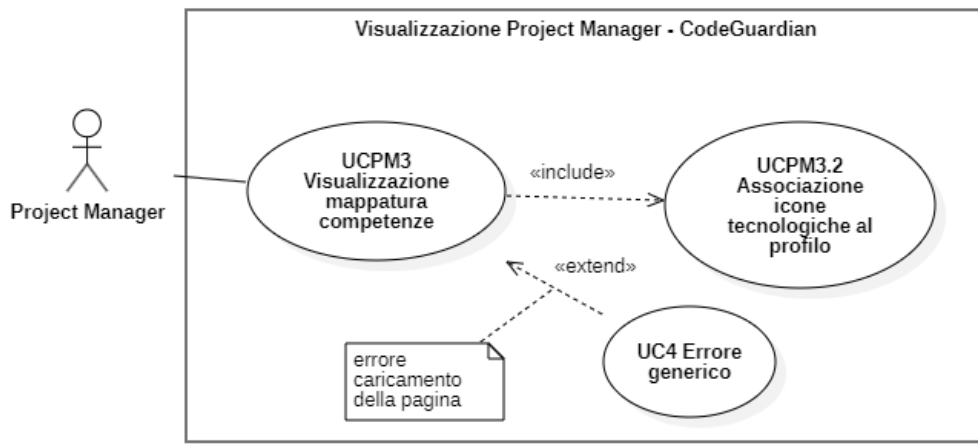 Visualizzazione Project Manager - CodeGuardian
Project Manager
UCPM3
Visualizzazione
mappatura
competenze
«include»
UCPM3.2
Associazione
icone
tecnologiche al
profilo
«extend»
errore
caricamento
della pagina
UC4 Errore
generico